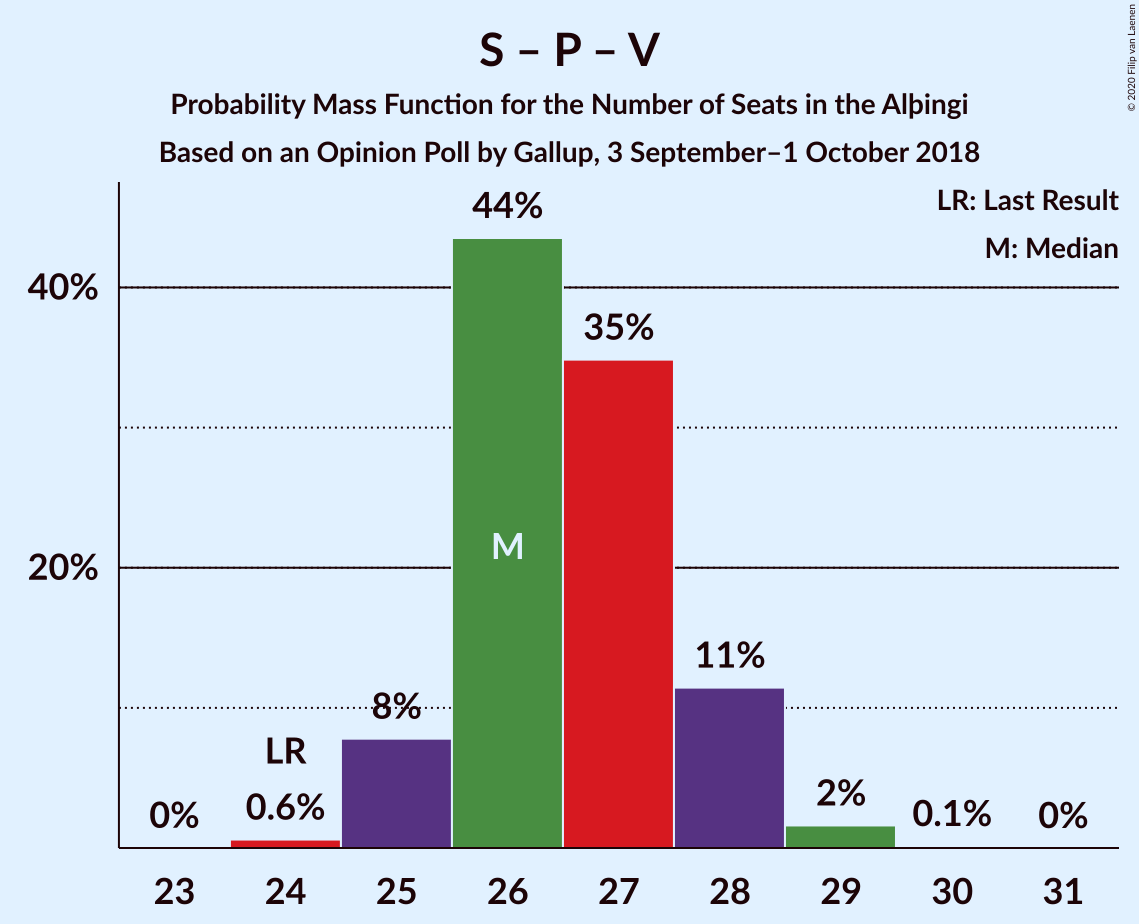 S – P – V
Probability Mass Function for the Number of Seats in the Alþingi
Based on an Opinion Poll by Gallup, 3 September–1 October 2018
© 2020 Filip van Laenen
LR: Last Result
M: Median
40%
20%
0%
LR
0.6%
8%
44%
M
35%
11%
2%
0.1%
0%
23 24 25 26 27 28 29 30 31